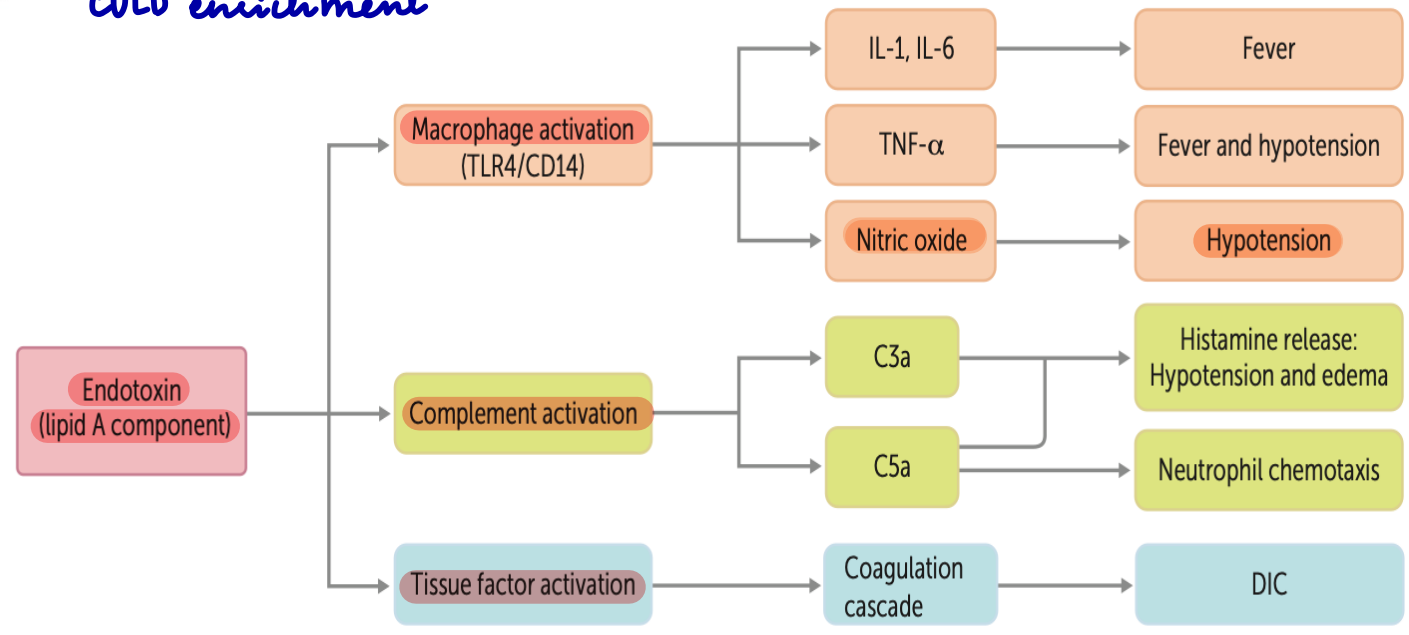 enrichment
IL-1, IL-6
Fever
Macrophage activation
(TLR4/CD14)
TNF-α
Fever and hypotension
Nitric oxide
Hypotension
Endotoxin
(lipid A component)
Complement activation
C3a
Histamine release:
Hypotension and edema
C5a
Neutrophil chemotaxis
Tissue factor activation
Coagulation
cascade
DIC